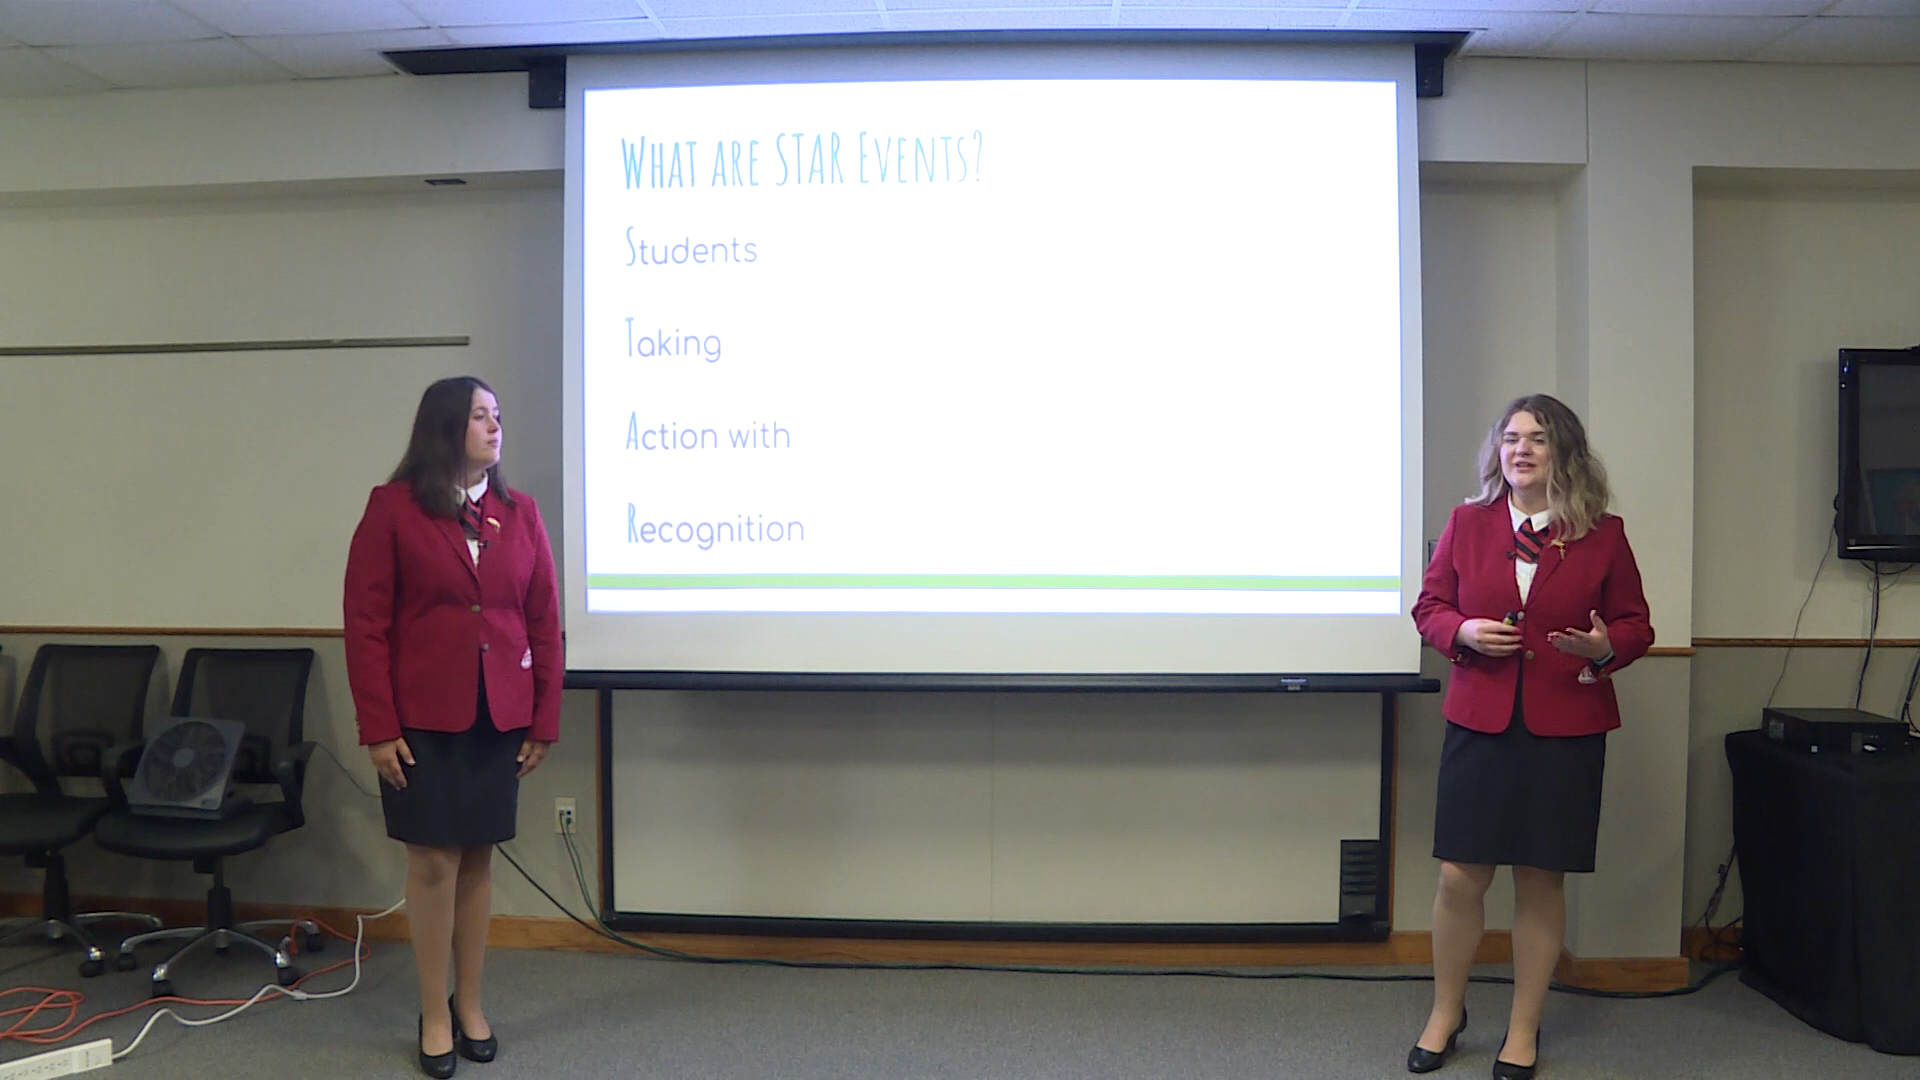 What are STAR Events?
Students
Taking
Action with
Recognition